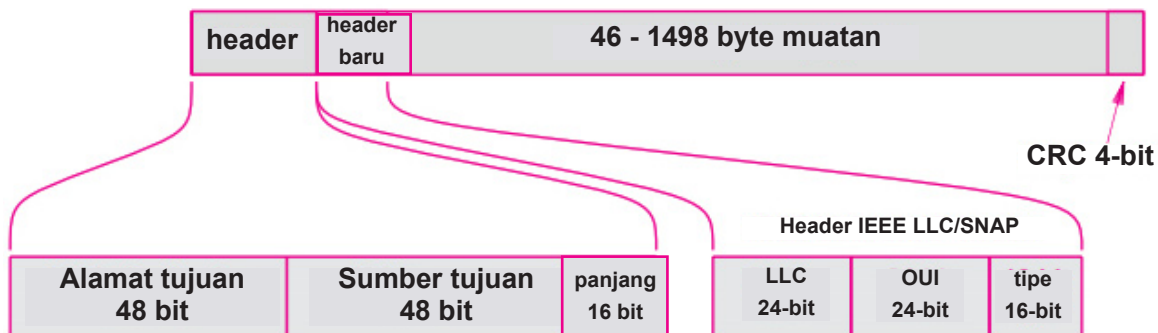 header
header
baru
46 - 1498 byte muatan
CRC 4-bit
Header IEEE LLC/SNAP
Alamat tujuan
48 bit
Sumber tujuan
48 bit
panjang
16 bit
LLC
24-bit
OUI
24-bit
tipe
16-bit